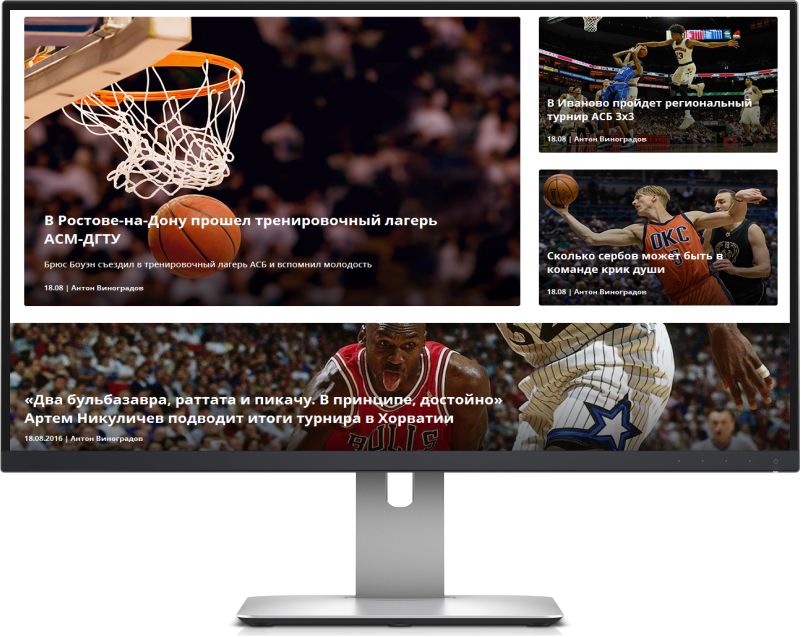 В Ростове-на-Дону прошел тренировочный лагерь
АСМ-ДГТУ
Брюс Боуэн съездил в тренировочный лагерь АСБ и вспомнил молодость
18.08 | Антон Виноградов
В Иваново пройдет региональный
турнир АСБ 3х3
18.08 | Антон Виноградов
OKC
Сколько сербов может быть в
команде крик души
18.08 | Антон Виноградов
«Два бульбазавра, раттата и пикачу. В принципе, достойно»
Артем Никуличев подводит итоги турнира в Хорватии
BULLS
18.08.2016 | Антон Виноградов